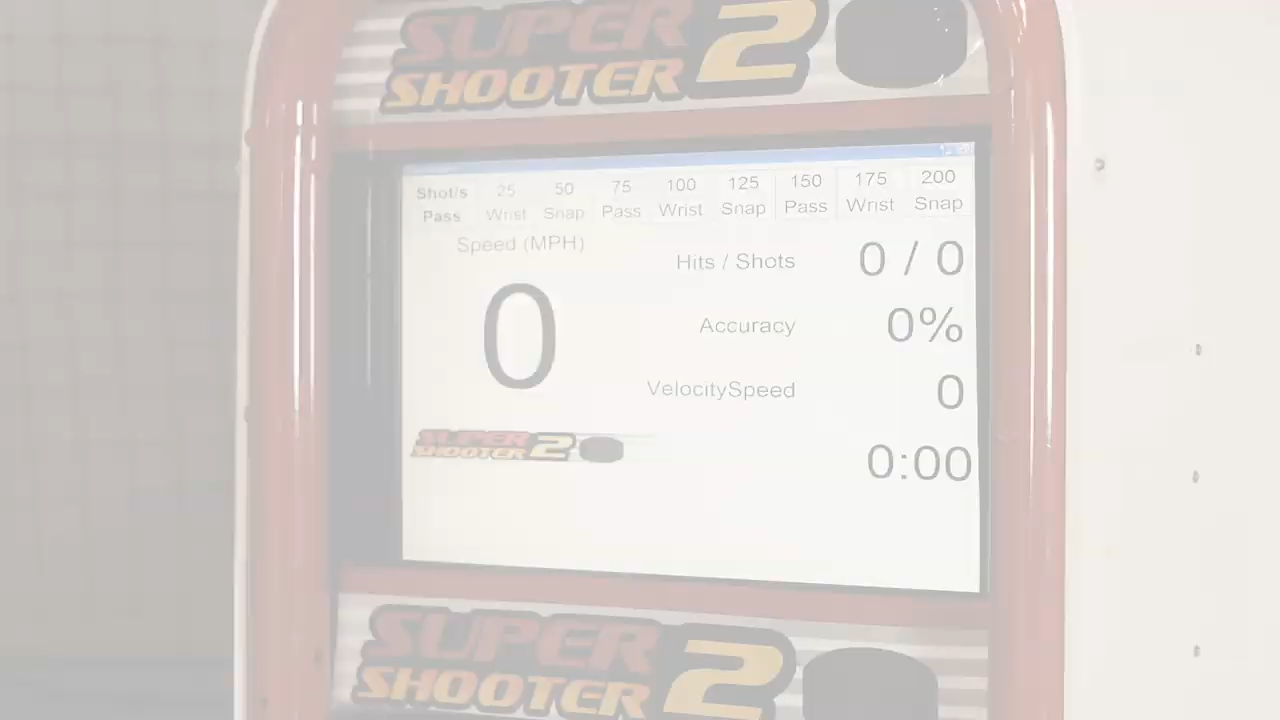 SUPER
SHOOTER 2
Shot/s 25 50 75 100 125 150 175 200
Pass Wrist Snap Pass Wrist Snap Pass Wrist Snap
Speed (MPH)
0
Hits / Shots 0 / 0
Accuracy 0%
VelocitySpeed 0
0:00
SUPER
SHOOTER 2
SUPER
SHOOTER 2